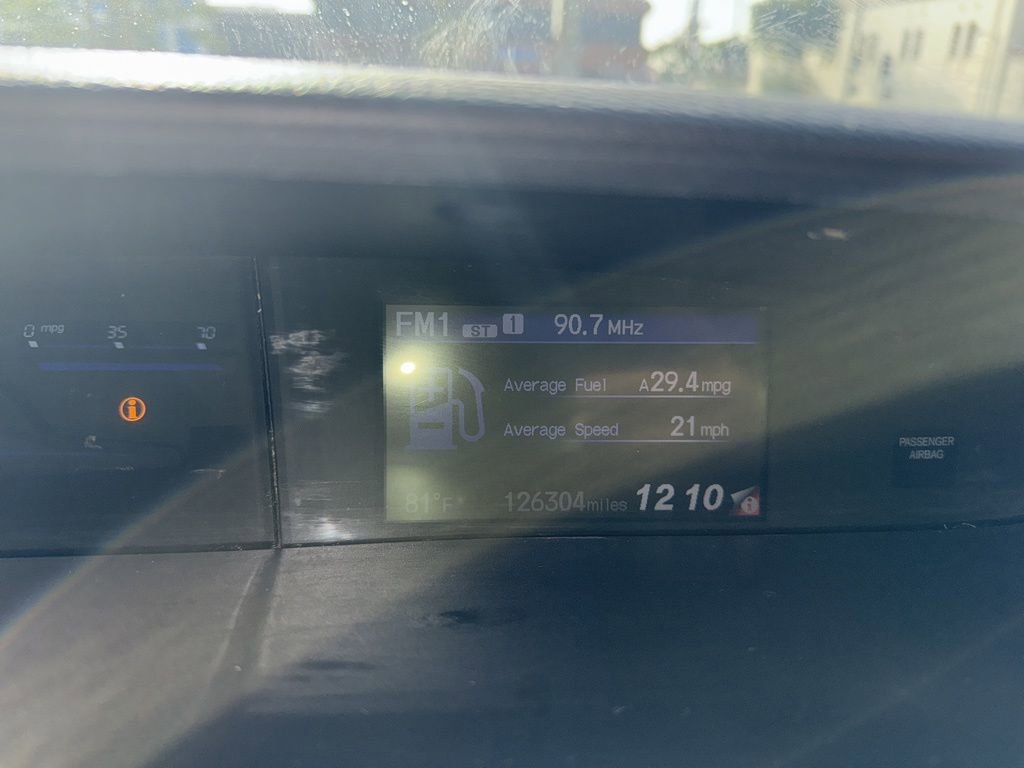 FM1 ST 1 90.7 MHz
0 mpg 35 70
Average Fuel A29.4 mpg
Average Speed 21 mph
PASSENGER
AIRBAG
81°F 126304 miles 12 10